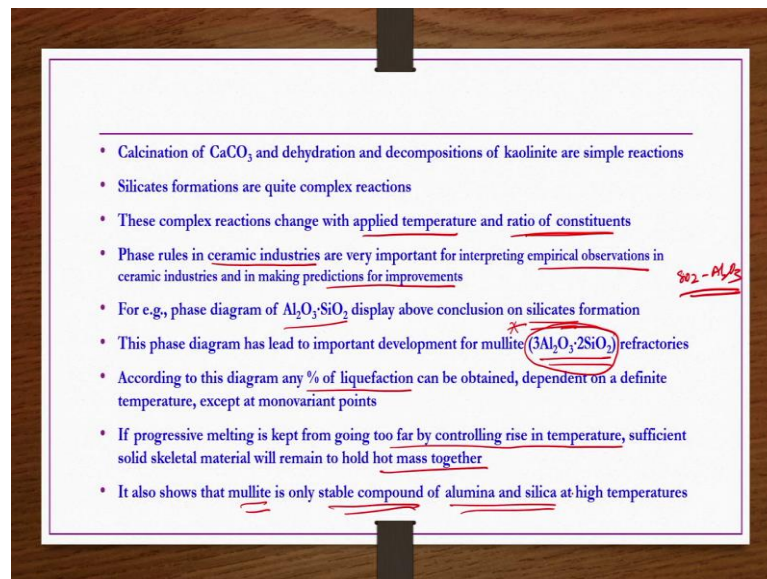 • Calcination of CaCO₃ and dehydration and decompositions of kaolinite are simple reactions
• Silicates formations are quite complex reactions
• These complex reactions change with applied temperature and ratio of constituents
• Phase rules in ceramic industries are very important for interpreting empirical observations in
ceramic industries and in making predictions for improvements
SiO2 - Al2O3
• For e.g., phase diagram of Al₂O₃·SiO₂ display above conclusion on silicates formation
• This phase diagram has lead to important development for mullite (3Al₂O₃·2SiO₂) refractories
• According to this diagram any % of liquefaction can be obtained, dependent on a definite
temperature, except at monovariant points
• If progressive melting is kept from going too far by controlling rise in temperature, sufficient
solid skeletal material will remain to hold hot mass together
• It also shows that mullite is only stable compound of alumina and silica at high temperatures